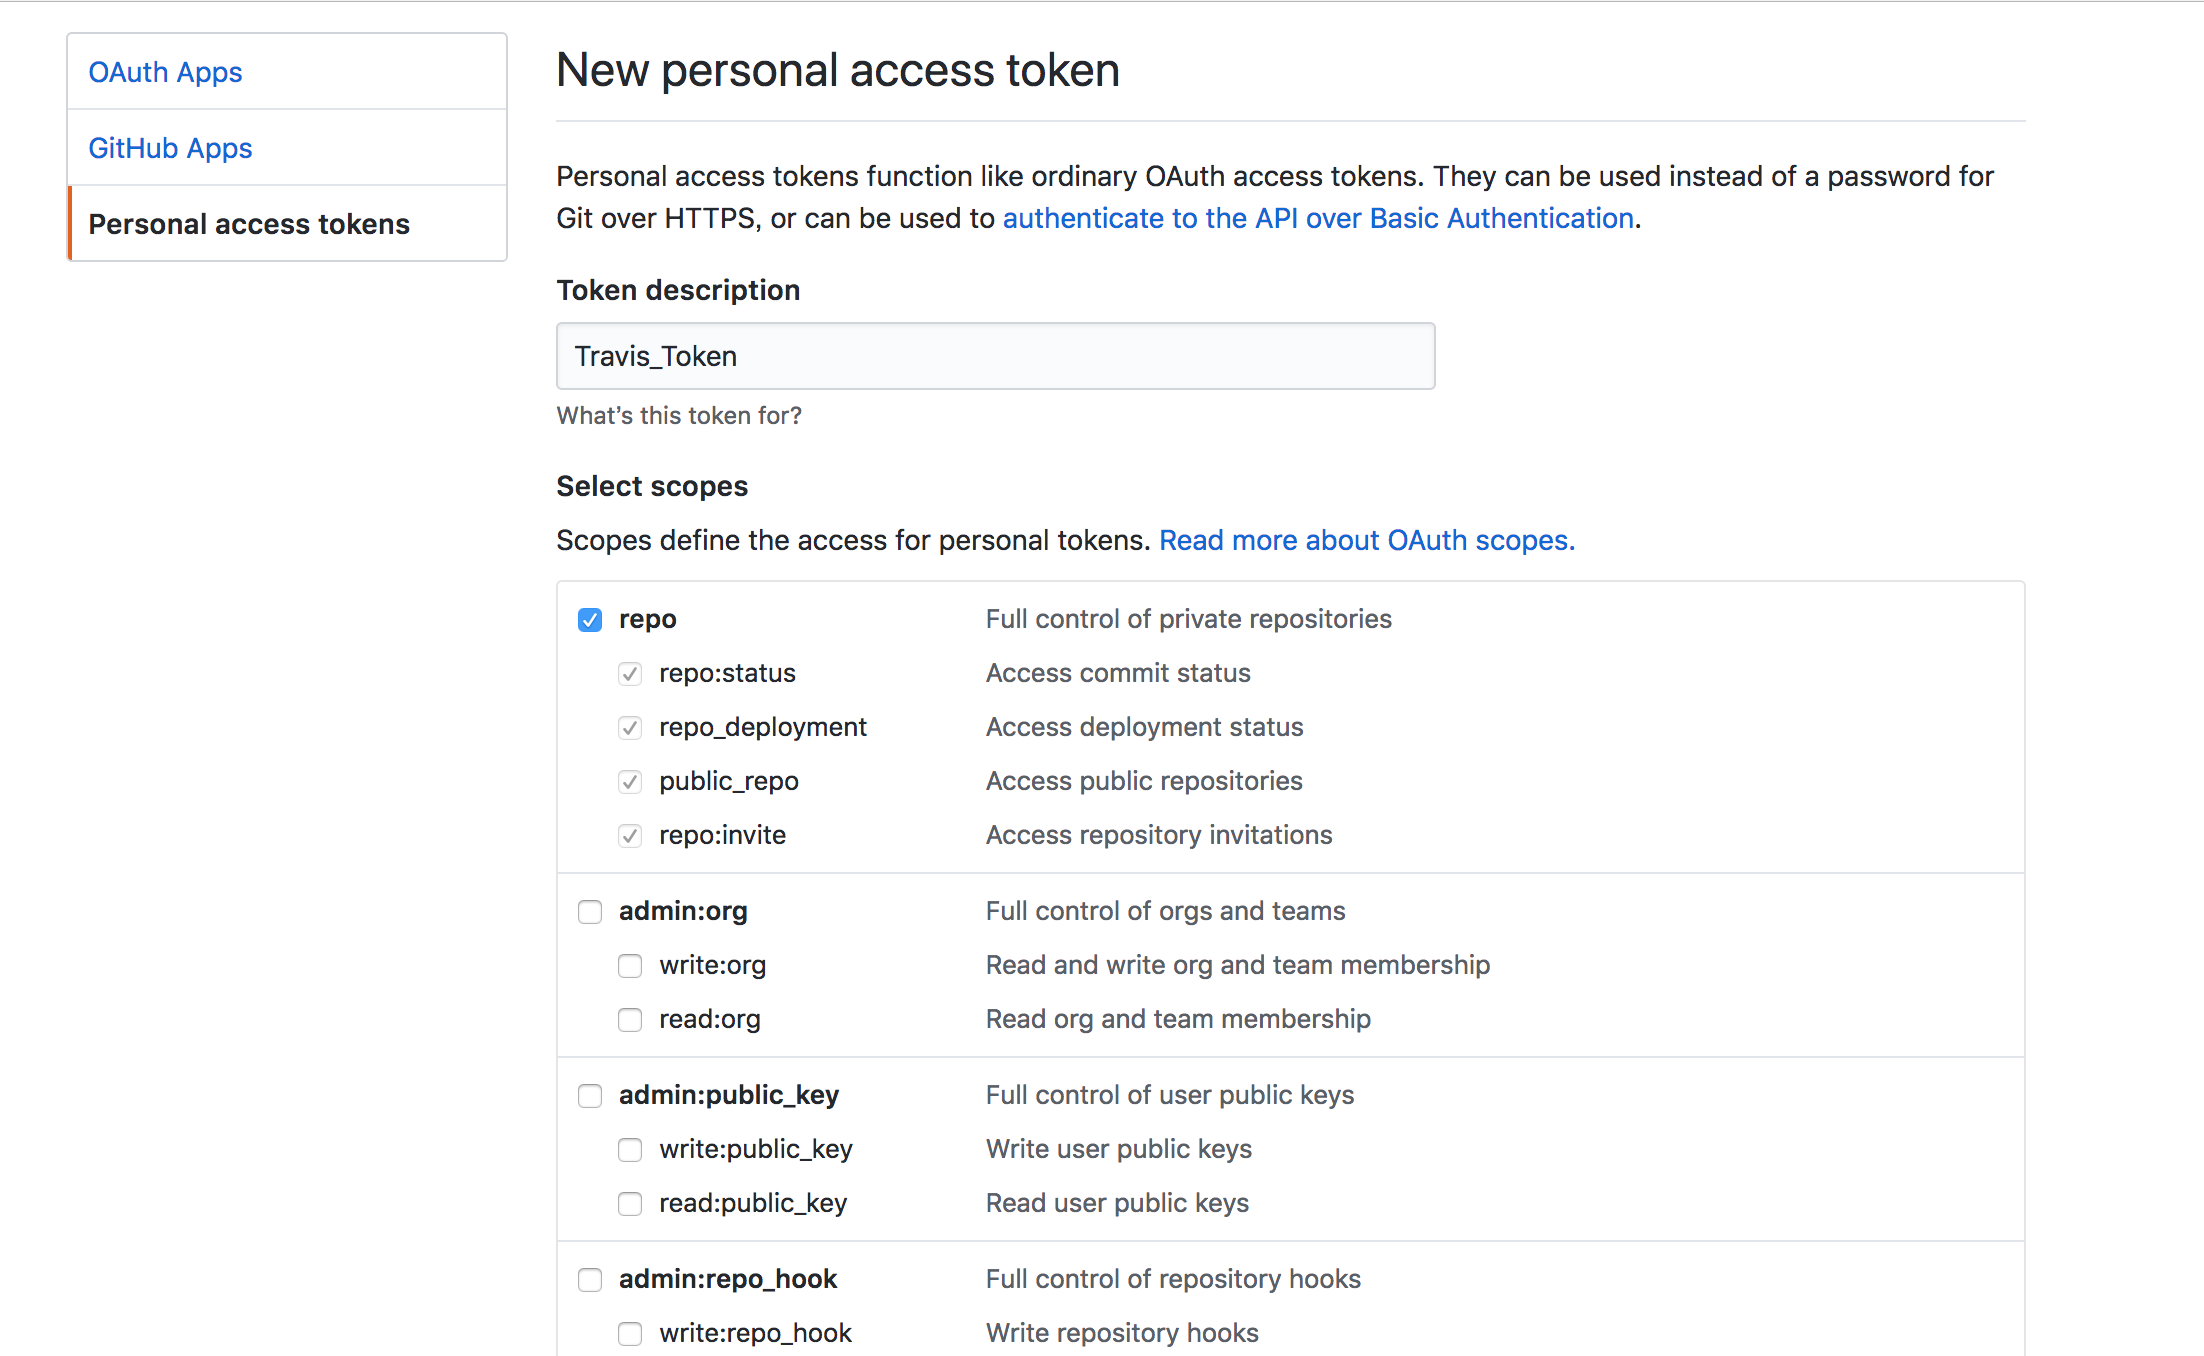 OAuth Apps
GitHub Apps
Personal access tokens
New personal access token
Personal access tokens function like ordinary OAuth access tokens. They can be used instead of a password for
Git over HTTPS, or can be used to authenticate to the API over Basic Authentication.
Token description
Travis_Token
What’s this token for?
Select scopes
Scopes define the access for personal tokens. Read more about OAuth scopes.
repo Full control of private repositories
repo:status Access commit status
repo_deployment Access deployment status
public_repo Access public repositories
repo:invite Access repository invitations
admin:org Full control of orgs and teams
write:org Read and write org and team membership
read:org Read org and team membership
admin:public_key Full control of user public keys
write:public_key Write user public keys
read:public_key Read user public keys
admin:repo_hook Full control of repository hooks
write:repo_hook Write repository hooks